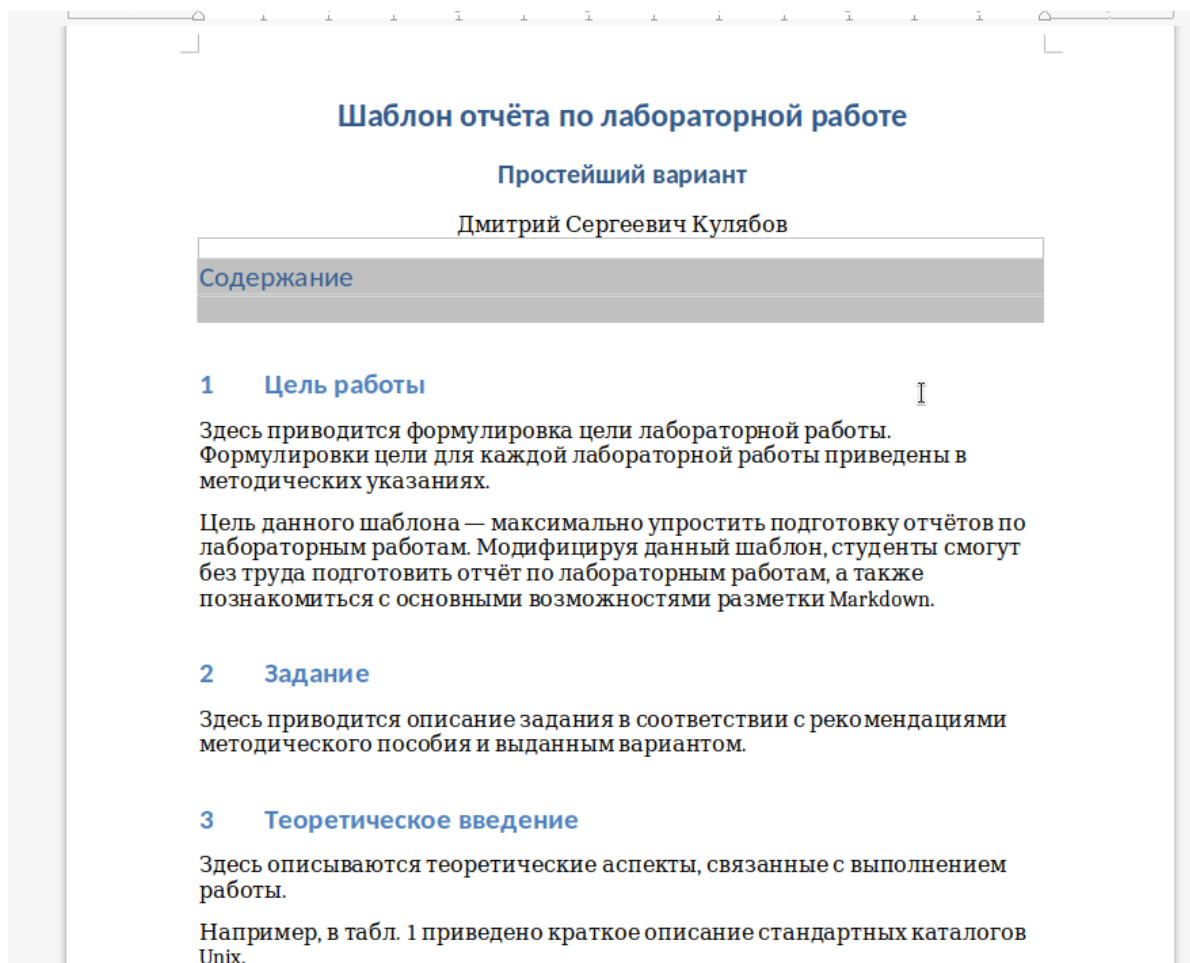 Шаблон отчёта по лабораторной работе
Простейший вариант
Дмитрий Сергеевич Кулябов
Содержание
1 Цель работы
Здесь приводится формулировка цели лабораторной работы.
Формулировки цели для каждой лабораторной работы приведены в
методических указаниях.
Цель данного шаблона — максимально упростить подготовку отчётов по
лабораторным работам. Модифицируя данный шаблон, студенты смогут
без труда подготовить отчёт по лабораторным работам, а также
познакомиться с основными возможностями разметки Markdown.
2 Задание
Здесь приводится описание задания в соответствии с рекомендациями
методического пособия и выданным вариантом.
3 Теоретическое введение
Здесь описываются теоретические аспекты, связанные с выполнением
работы.
Например, в табл. 1 приведено краткое описание стандартных каталогов
Unix.